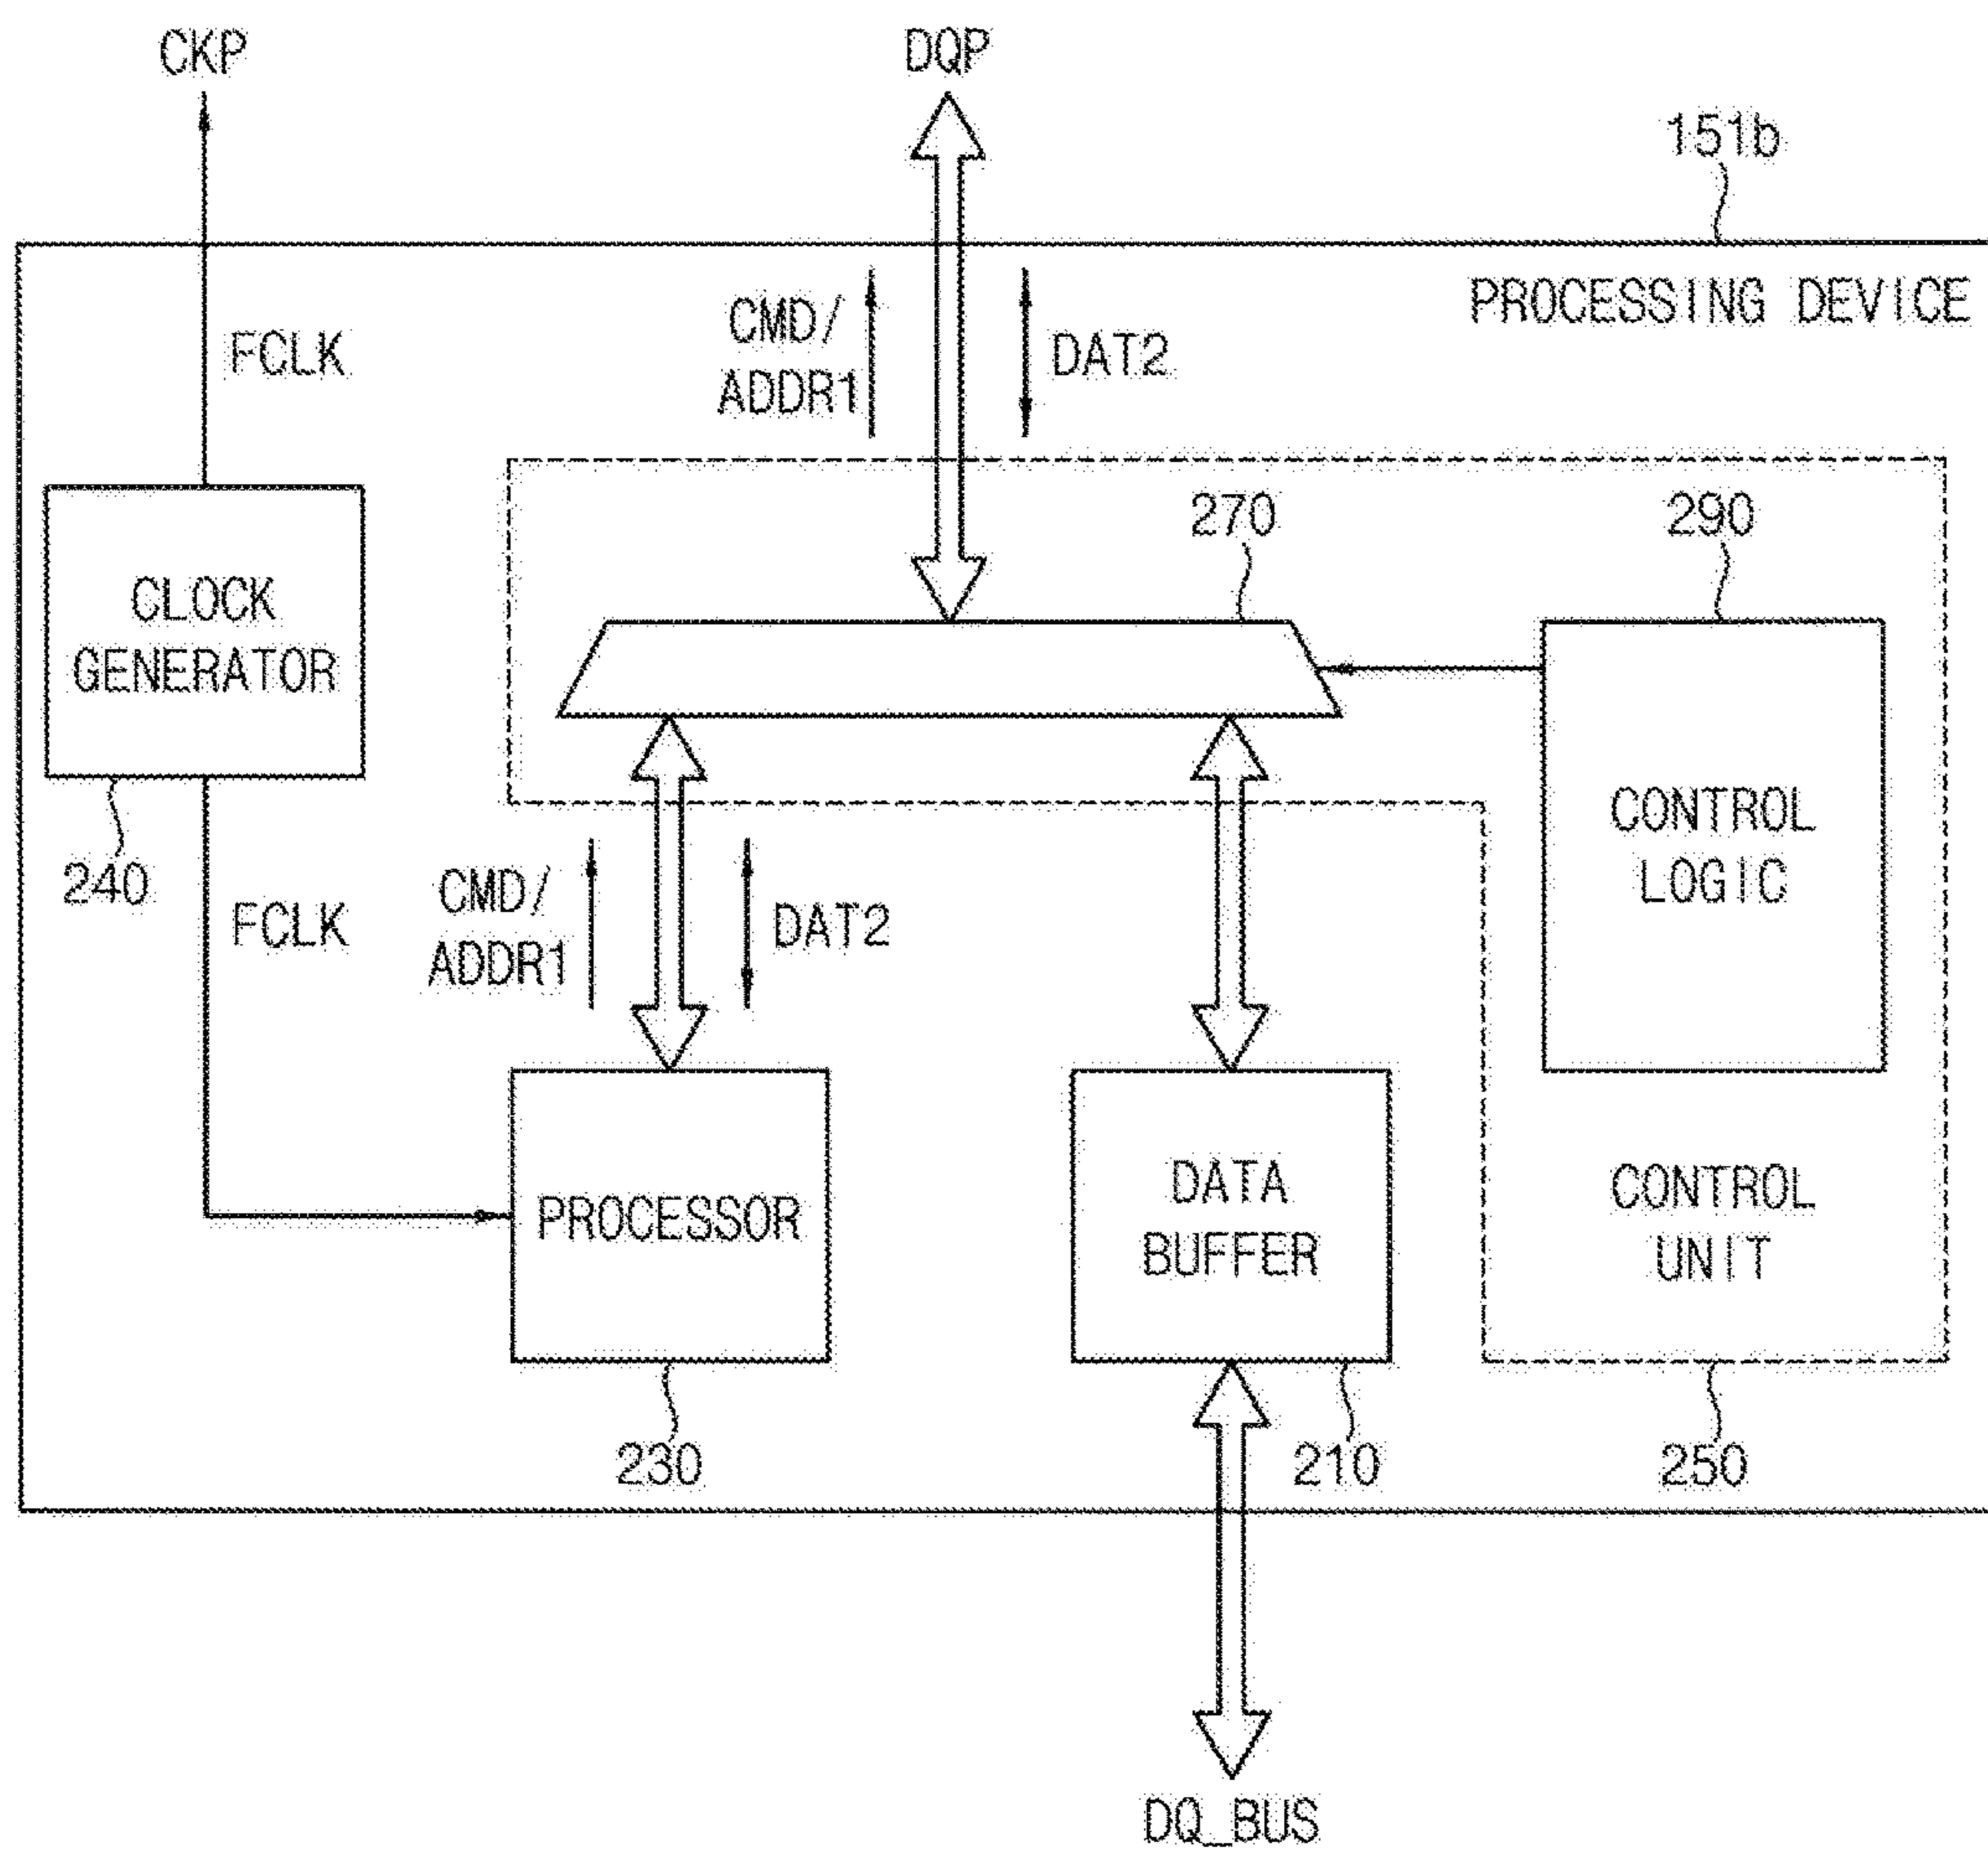 CKP
DQP
151b
PROCESSING DEVICE
FCLK
CMD/
ADDR1
DAT2
270
290
CLOCK
GENERATOR
CONTROL
LOGIC
240
FCLK
CMD/
ADDR1
DAT2
PROCESSOR
DATA
BUFFER
CONTROL
UNIT
230
210
250
DQ_BUS